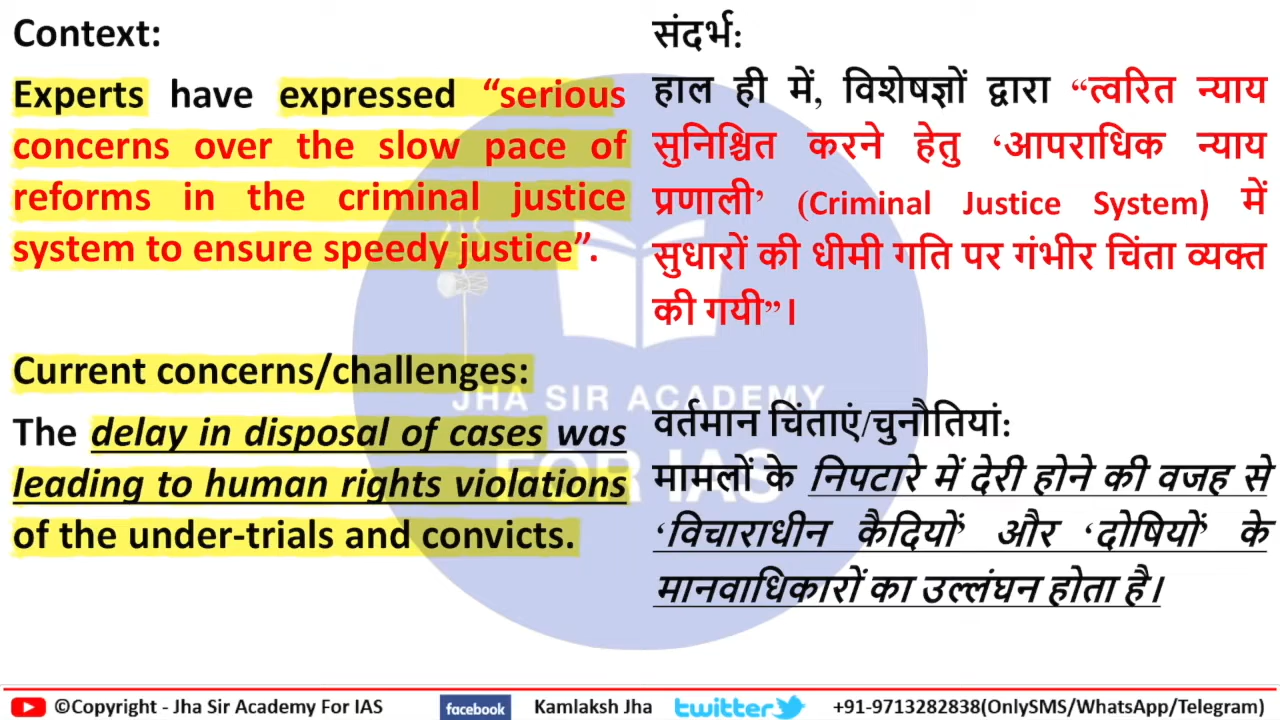 Context:
Experts have expressed “serious
concerns over the slow pace of
reforms in the criminal justice
system to ensure speedy justice”.
Current concerns/challenges:
The delay in disposal of cases was
leading to human rights violations
of the under-trials and convicts.
संदर्भ:
हाल ही में, विशेषज्ञों द्वारा “त्वरित न्याय
सुनिश्चित करने हेतु ‘आपराधिक न्याय
प्रणाली’ (Criminal Justice System) में
सुधारों की धीमी गति पर गंभीर चिंता व्यक्त
की गयी”।
वर्तमान चिंताएं/चुनौतियां:
मामलों के निपटारे में देरी होने की वजह से
‘विचाराधीन कैदियों’ और ‘दोषियों’ के
मानवाधिकारों का उल्लंघन होता है।
JHA SIR ACADEMY
FOR IAS
©Copyright - Jha Sir Academy For IAS facebook Kamlaksh Jha twitter +91-9713282838(OnlySMS/WhatsApp/Telegram)